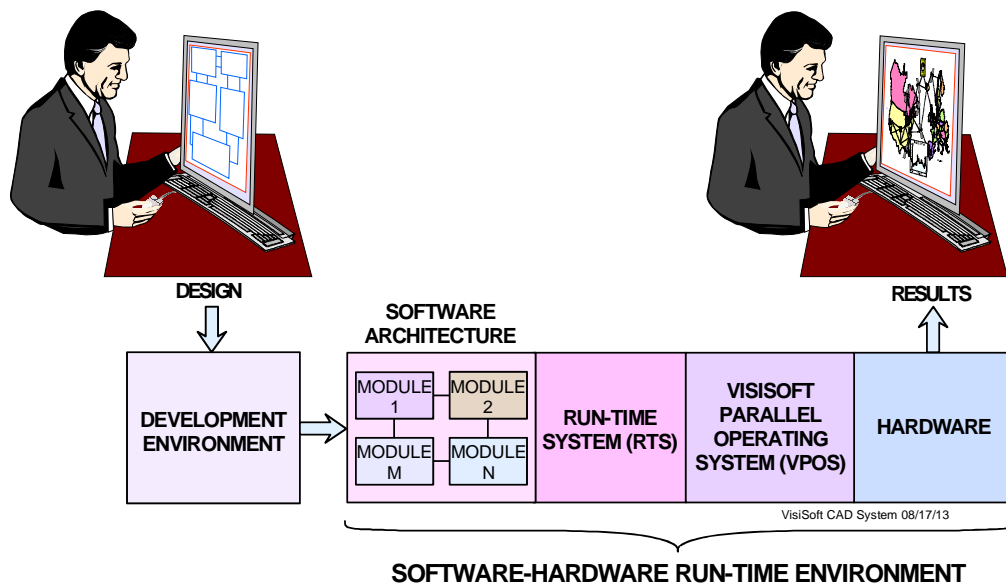 DESIGN
RESULTS
SOFTWARE
ARCHITECTURE
DEVELOPMENT
ENVIRONMENT
MODULE
1
MODULE
2
MODULE
M
MODULE
N
RUN-TIME
SYSTEM (RTS)
VISISOFT
PARALLEL
OPERATING
SYSTEM (VPOS)
HARDWARE
VisiSoft CAD System 08/17/13
SOFTWARE-HARDWARE RUN-TIME ENVIRONMENT